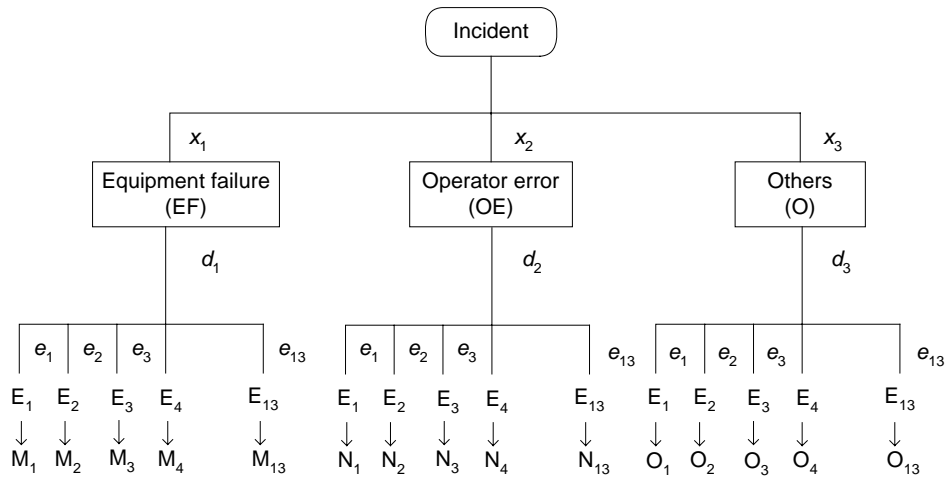 Incident
x₁ x₂ x₃
Equipment failure
(EF)
Operator error
(OE)
Others
(O)
d₁ d₂ d₃
e₁ e₂ e₃ e₁₃ e₁ e₂ e₃ e₁₃ e₁ e₂ e₃ e₁₃
E₁ E₂ E₃ E₄ E₁₃ E₁ E₂ E₃ E₄ E₁₃ E₁ E₂ E₃ E₄ E₁₃
M₁ M₂ M₃ M₄ M₁₃ N₁ N₂ N₃ N₄ N₁₃ O₁ O₂ O₃ O₄ O₁₃